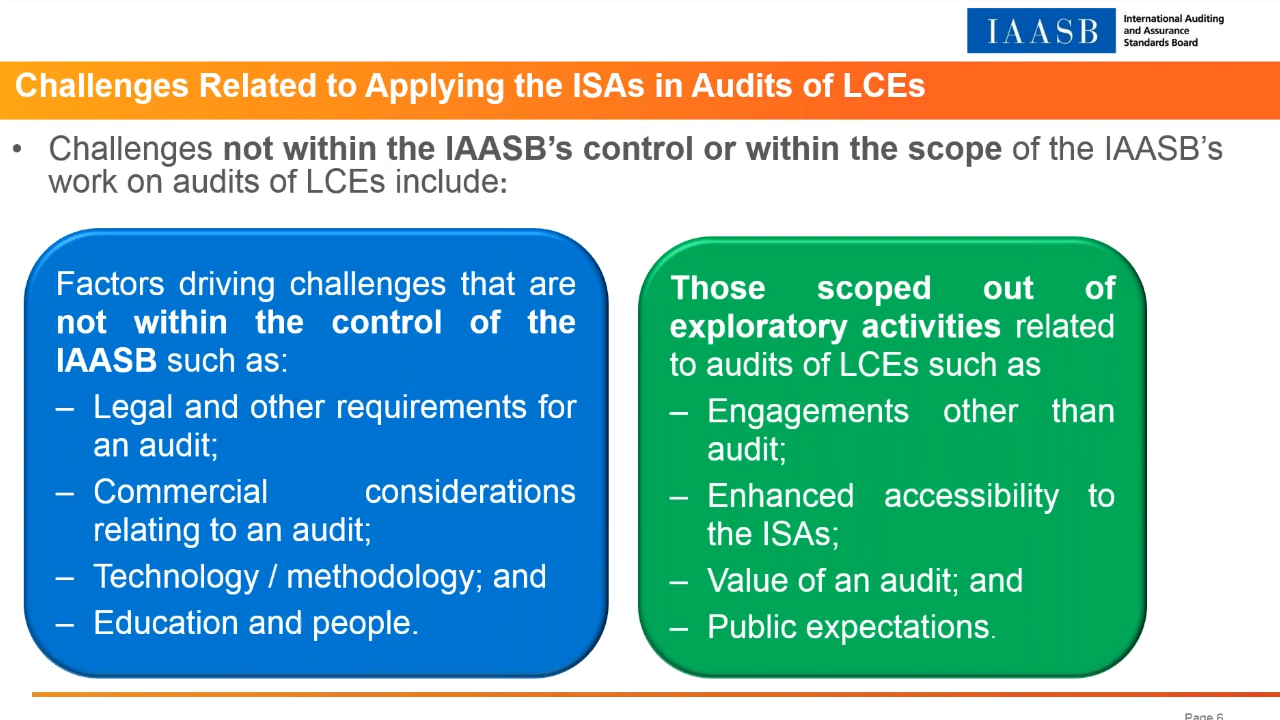 IAASB
International Auditing
and Assurance
Standards Board
Challenges Related to Applying the ISAs in Audits of LCEs
• Challenges not within the IAASB’s control or within the scope of the IAASB’s
work on audits of LCEs include:
Factors driving challenges that are
not within the control of the
IAASB such as:
– Legal and other requirements for
an audit;
– Commercial considerations
relating to an audit;
– Technology / methodology; and
– Education and people.
Those scoped out of
exploratory activities related
to audits of LCEs such as
– Engagements other than
audit;
– Enhanced accessibility to
the ISAs;
– Value of an audit; and
– Public expectations.
Page 6